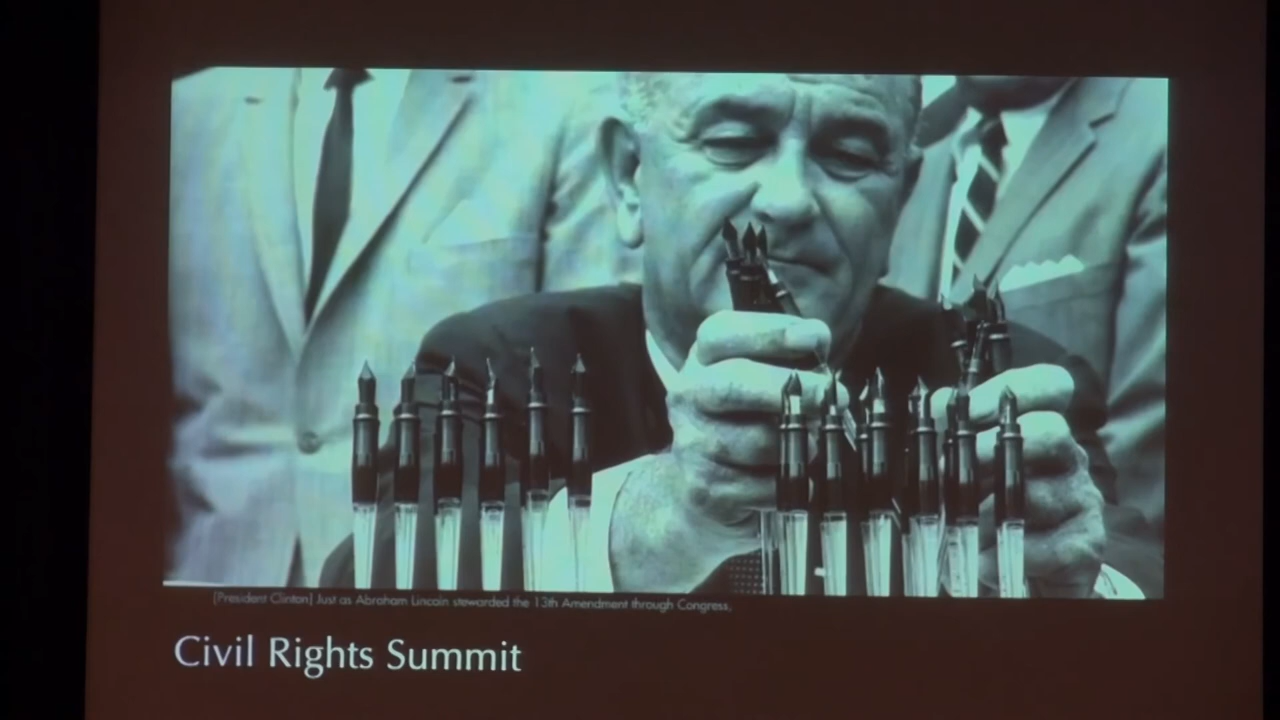 [President Clinton] Just as Abraham Lincoln stewarded the 13th Amendment through Congress,
Civil Rights Summit